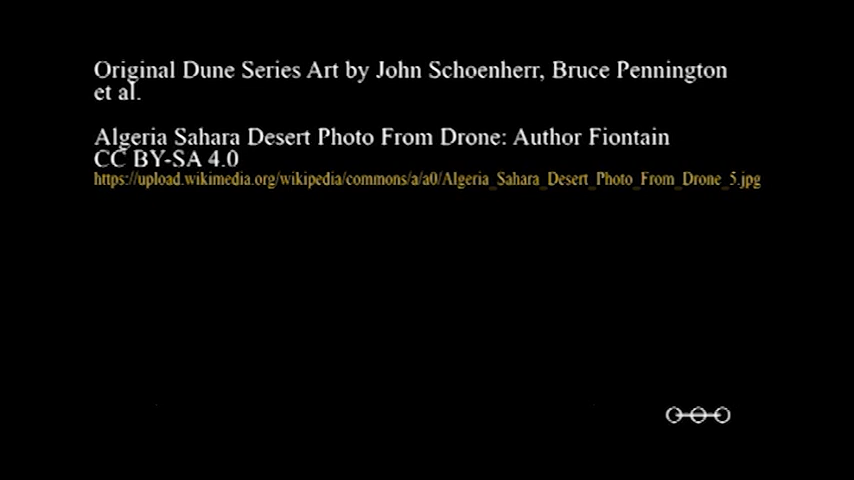 Original Dune Series Art by John Schoenherr, Bruce Pennington
et al.
Algeria Sahara Desert Photo From Drone: Author Fiontain
CC BY-SA 4.0
https://upload.wikimedia.org/wikipedia/commons/a/a0/Algeria_Sahara_Desert_Photo_From_Drone_5.jpg